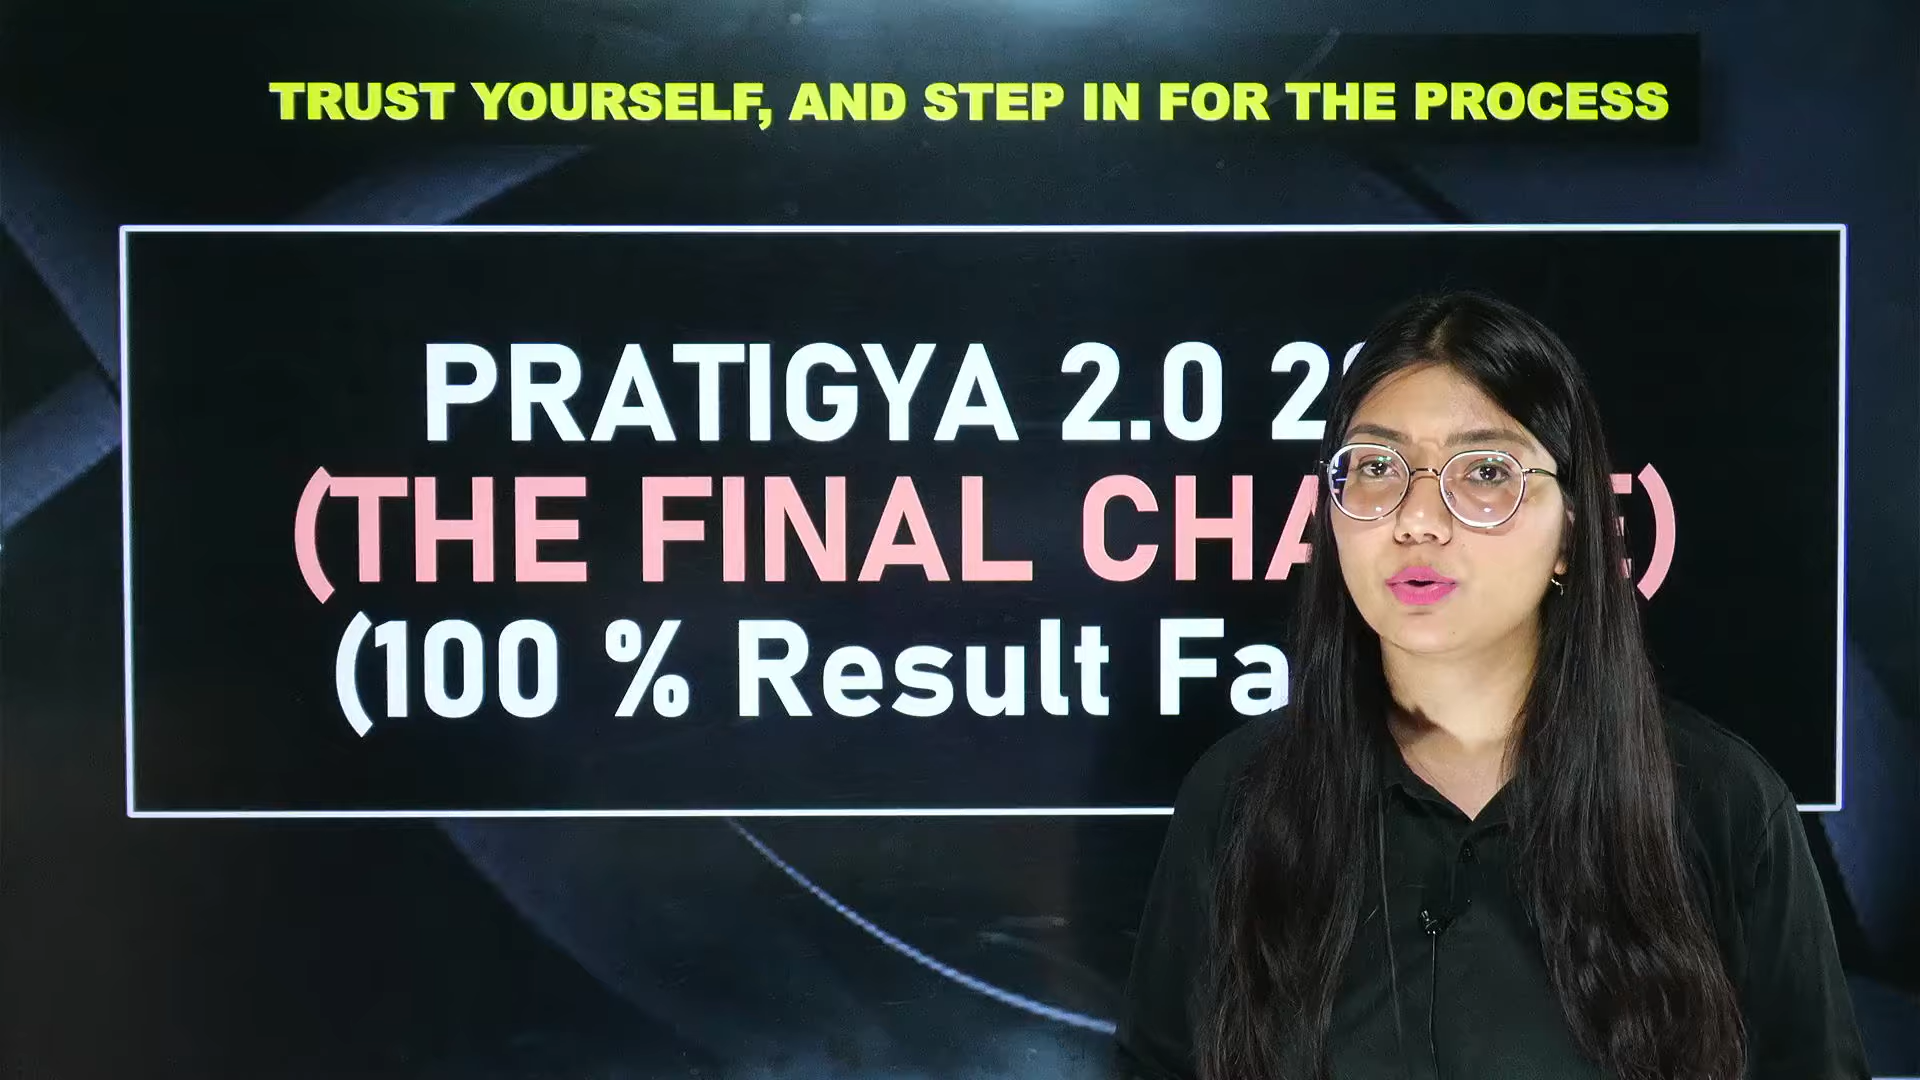 TRUST YOURSELF, AND STEP IN FOR THE PROCESS
PRATIGYA 2.0
(THE FINAL
(100 % Result